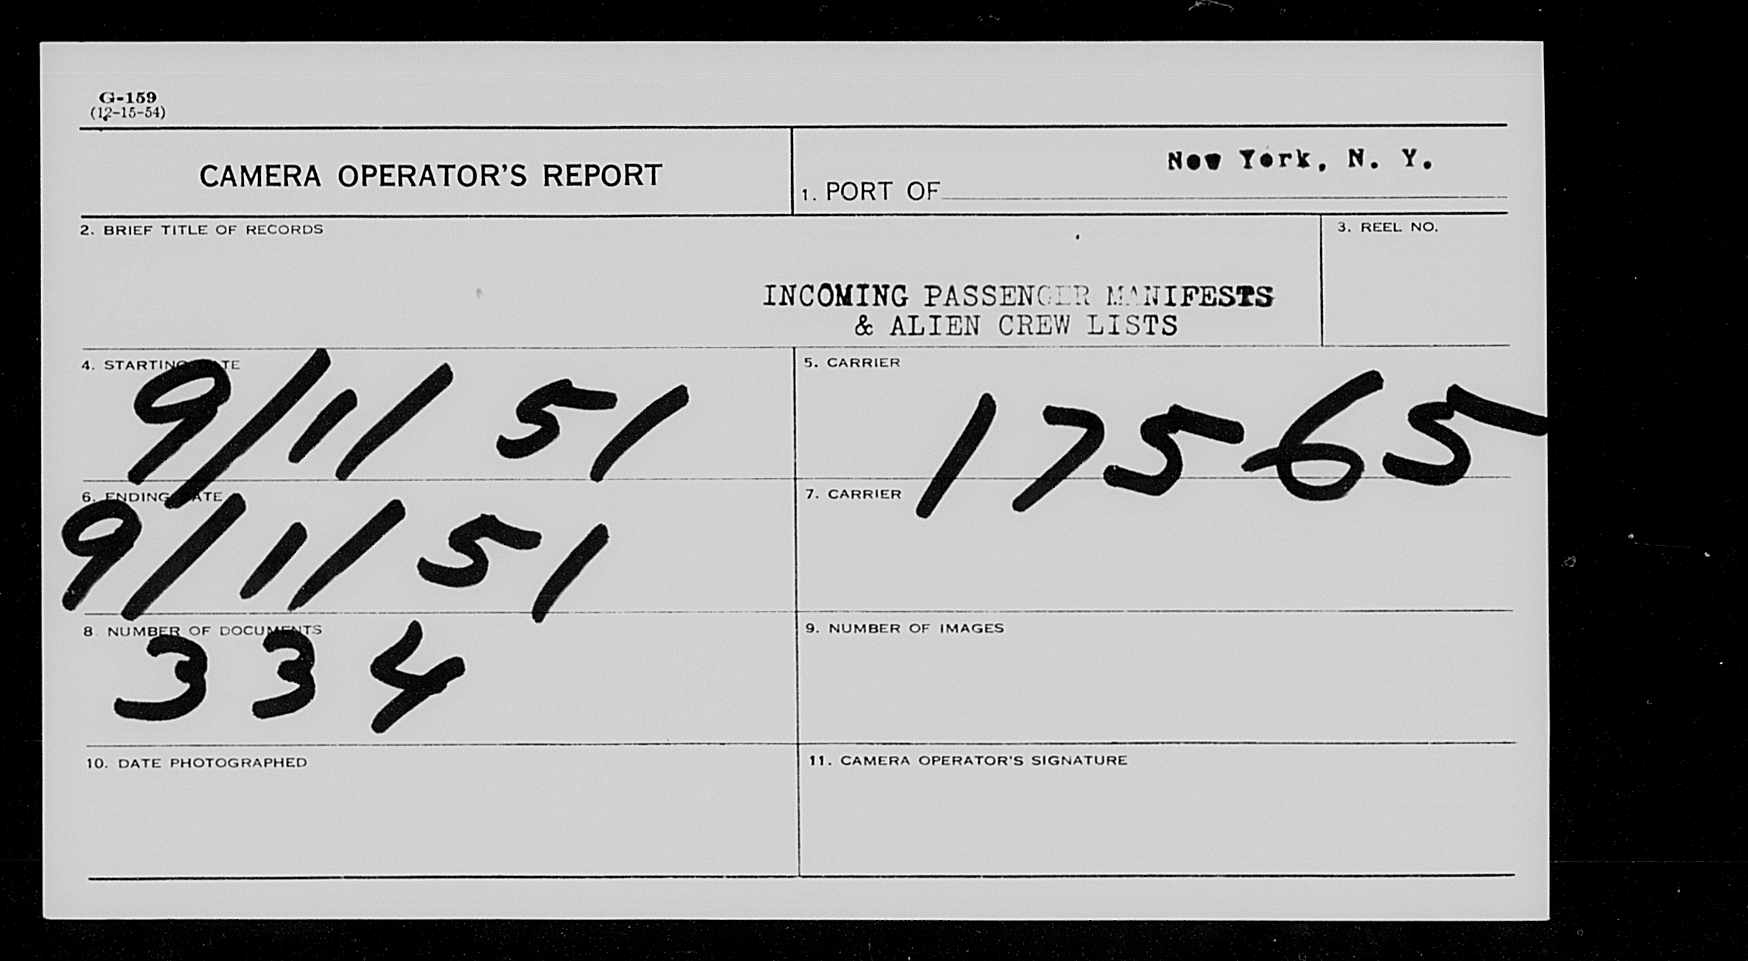 G-159
(12-15-54)
CAMERA OPERATOR'S REPORT
1. PORT OF New York, N. Y.
2. BRIEF TITLE OF RECORDS
3. REEL NO.
INCOMING PASSENGER MANIFESTS
& ALIEN CREW LISTS
4. STARTING DATE
9/11/51
5. CARRIER
17565
6. ENDING DATE
9/11/51
7. CARRIER
8. NUMBER OF DOCUMENTS
334
9. NUMBER OF IMAGES
10. DATE PHOTOGRAPHED
11. CAMERA OPERATOR'S SIGNATURE